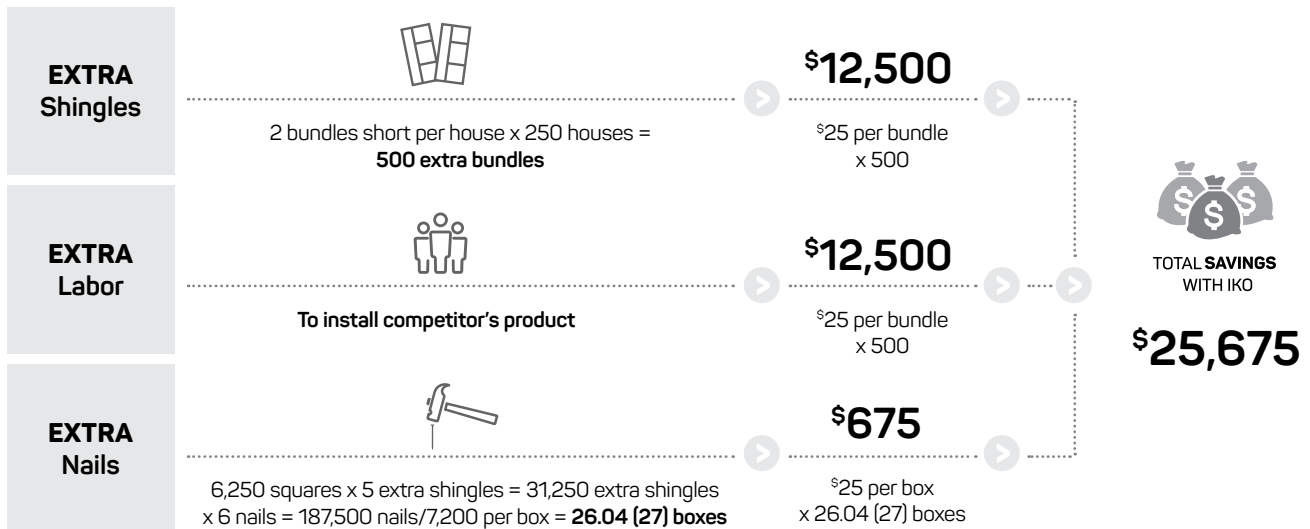 EXTRA
Shingles
2 bundles short per house x 250 houses =
500 extra bundles
$12,500
$25 per bundle
x 500
EXTRA
Labor
To install competitor's product
$12,500
$25 per bundle
x 500
EXTRA
Nails
6,250 squares x 5 extra shingles = 31,250 extra shingles
x 6 nails = 187,500 nails/7,200 per box = 26.04 (27) boxes
$675
$25 per box
x 26.04 (27) boxes
$ $ $
TOTAL SAVINGS
WITH IKO
$25,675